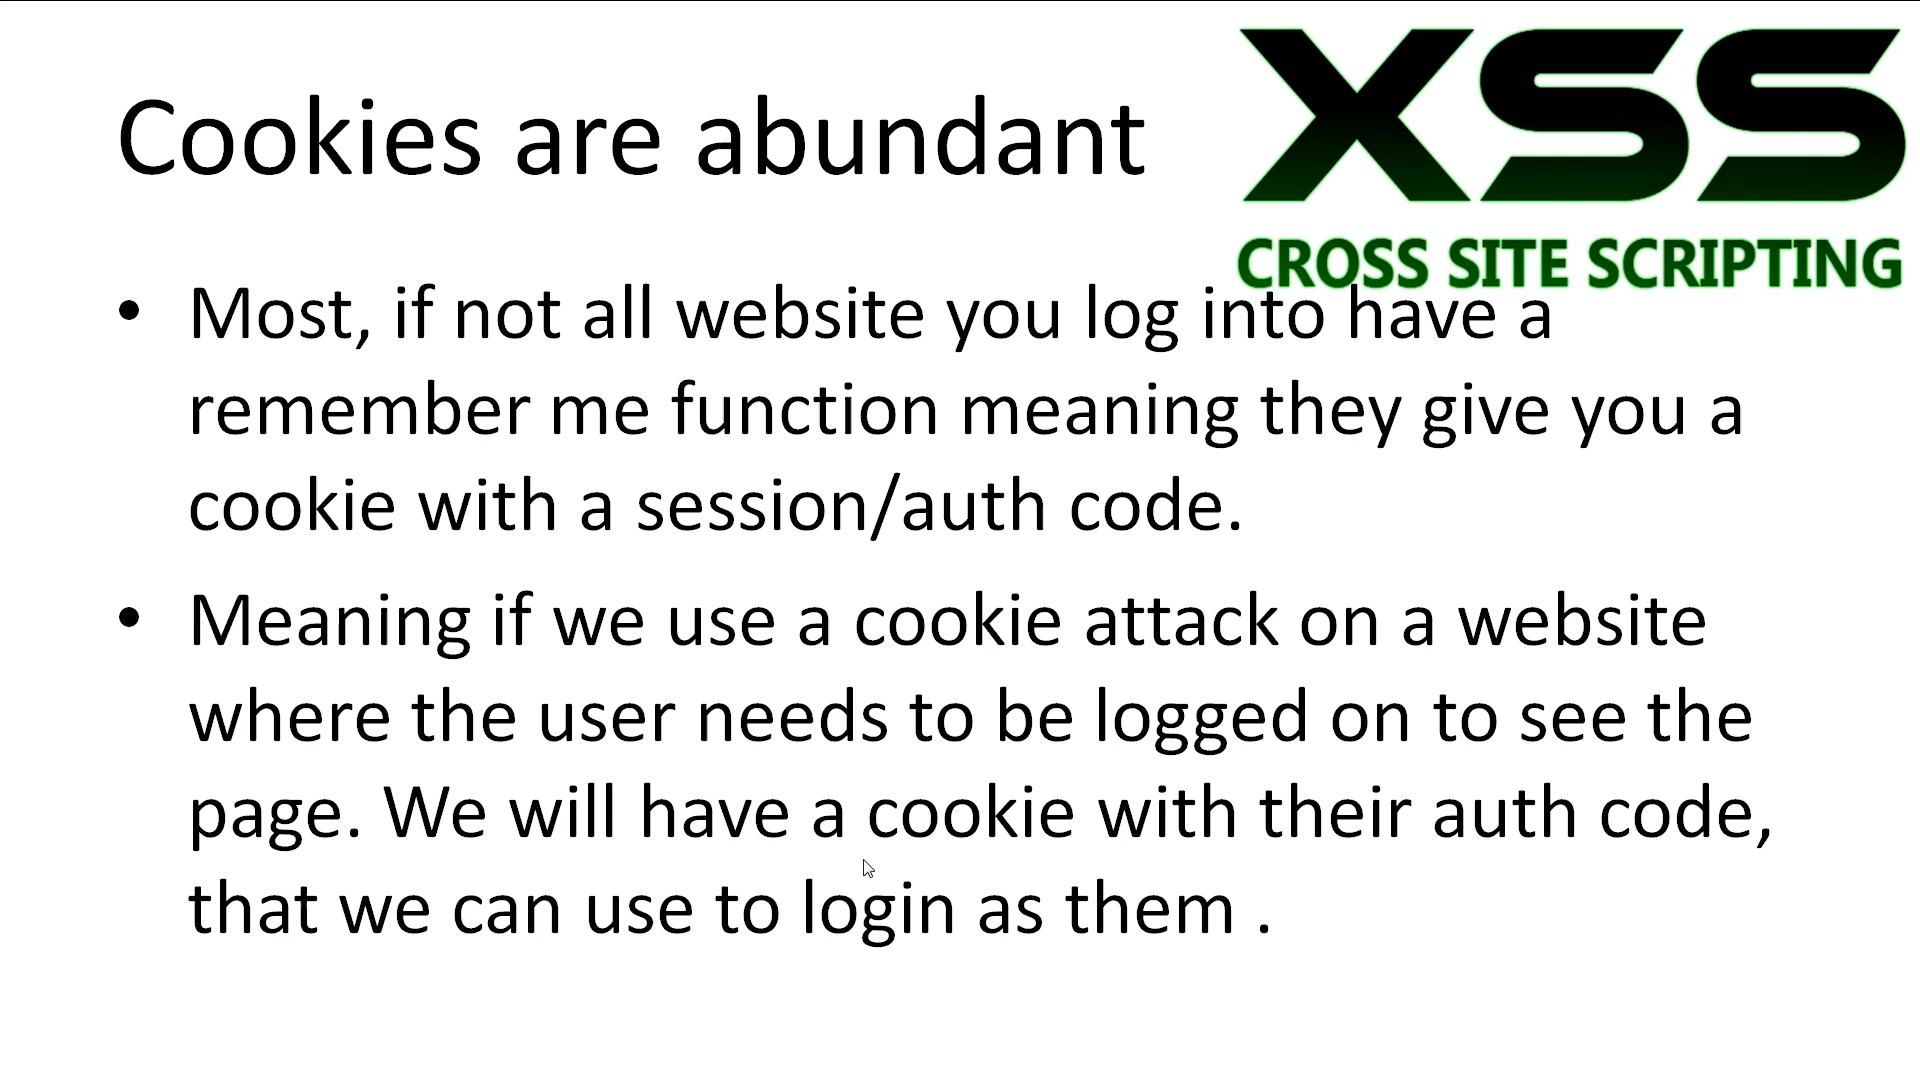 XSS
CROSS SITE SCRIPTING
Cookies are abundant
• Most, if not all website you log into have a
remember me function meaning they give you a
cookie with a session/auth code.
• Meaning if we use a cookie attack on a website
where the user needs to be logged on to see the
page. We will have a cookie with their auth code,
that we can use to login as them .